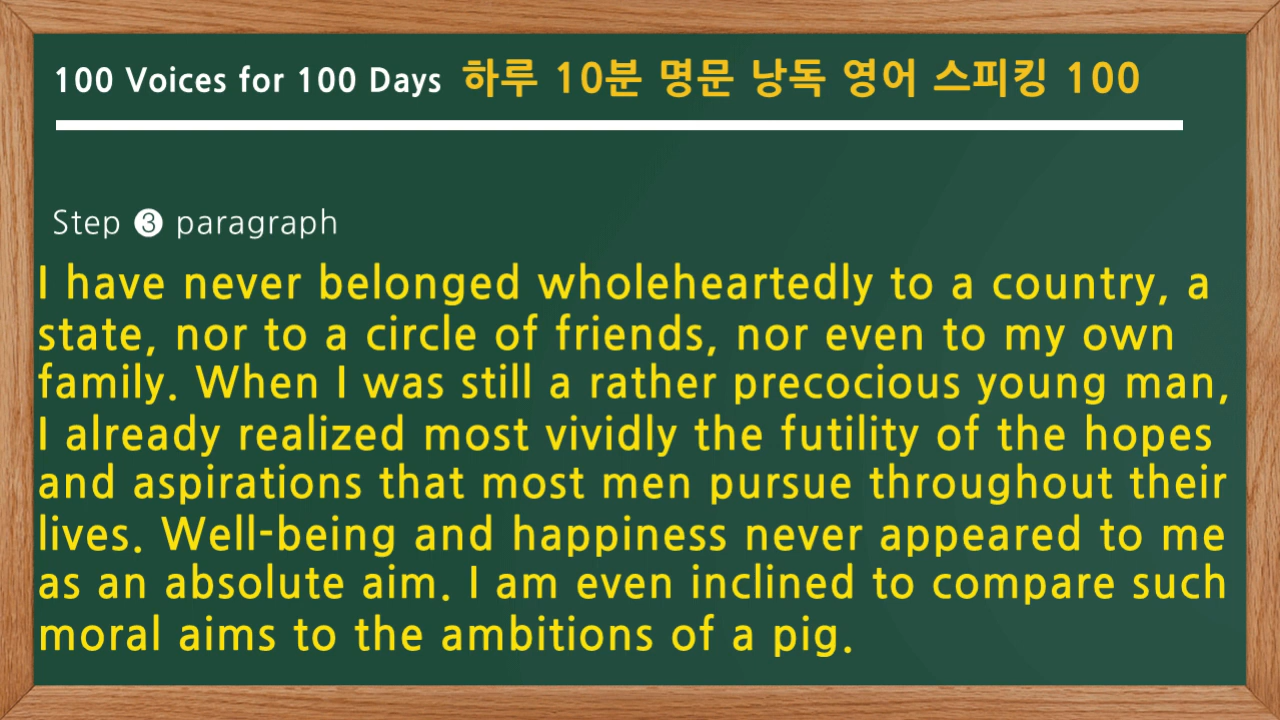 100 Voices for 100 Days 하루 10분 명문 낭독 영어 스피킹 100
Step ❸ paragraph
I have never belonged wholeheartedly to a country, a
state, nor to a circle of friends, nor even to my own
family. When I was still a rather precocious young man,
I already realized most vividly the futility of the hopes
and aspirations that most men pursue throughout their
lives. Well-being and happiness never appeared to me
as an absolute aim. I am even inclined to compare such
moral aims to the ambitions of a pig.